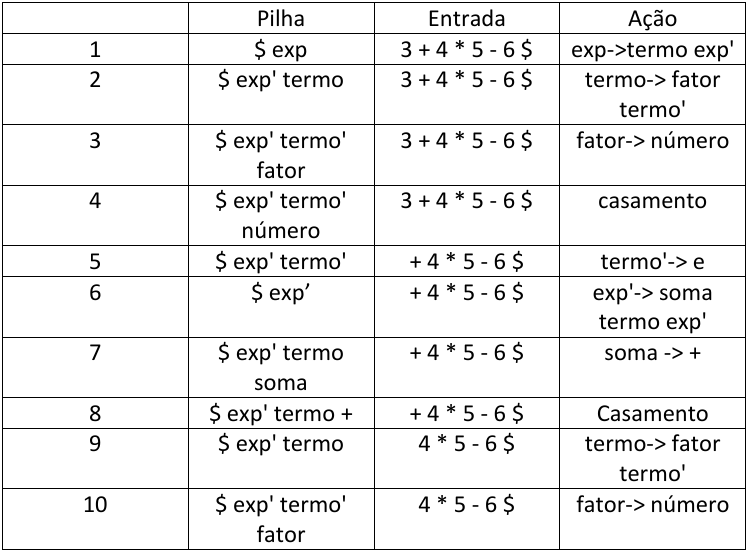 Pilha Entrada Ação
1 $ exp 3 + 4 * 5 - 6 $ exp->termo exp'
2 $ exp' termo 3 + 4 * 5 - 6 $ termo-> fator
termo'
3 $ exp' termo' 3 + 4 * 5 - 6 $ fator-> número
fator
4 $ exp' termo' 3 + 4 * 5 - 6 $ casamento
número
5 $ exp' termo' + 4 * 5 - 6 $ termo'-> e
6 $ exp’ + 4 * 5 - 6 $ exp'-> soma
termo exp'
7 $ exp' termo + 4 * 5 - 6 $ soma -> +
soma
8 $ exp' termo + + 4 * 5 - 6 $ Casamento
9 $ exp' termo 4 * 5 - 6 $ termo-> fator
termo'
10 $ exp' termo' 4 * 5 - 6 $ fator-> número
fator